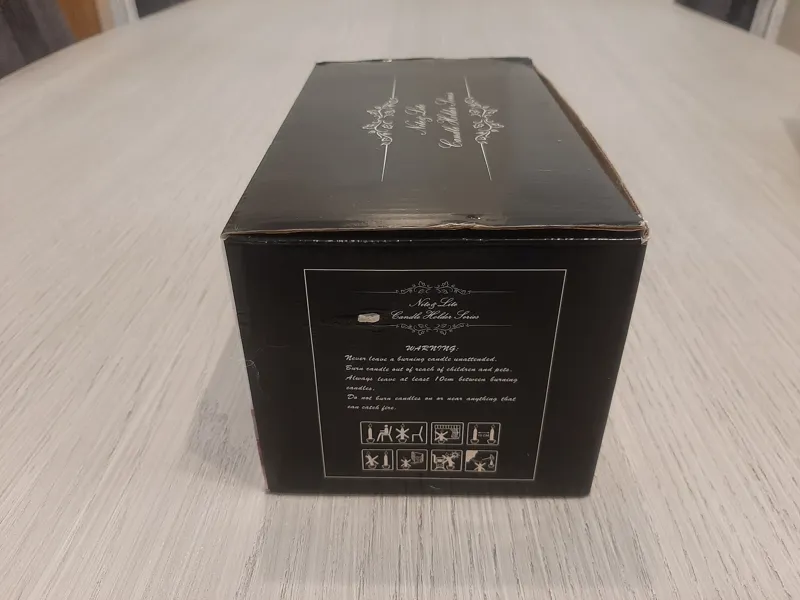 Nite & Lite
Candle Holder Series
Nite & Lite
Candle Holder Series
WARNING:
Never leave a burning candle unattended.
Burn candle out of reach of children and pets.
Always leave at least 10cm between burning
candles.
Do not burn candles on or near anything that
can catch fire.